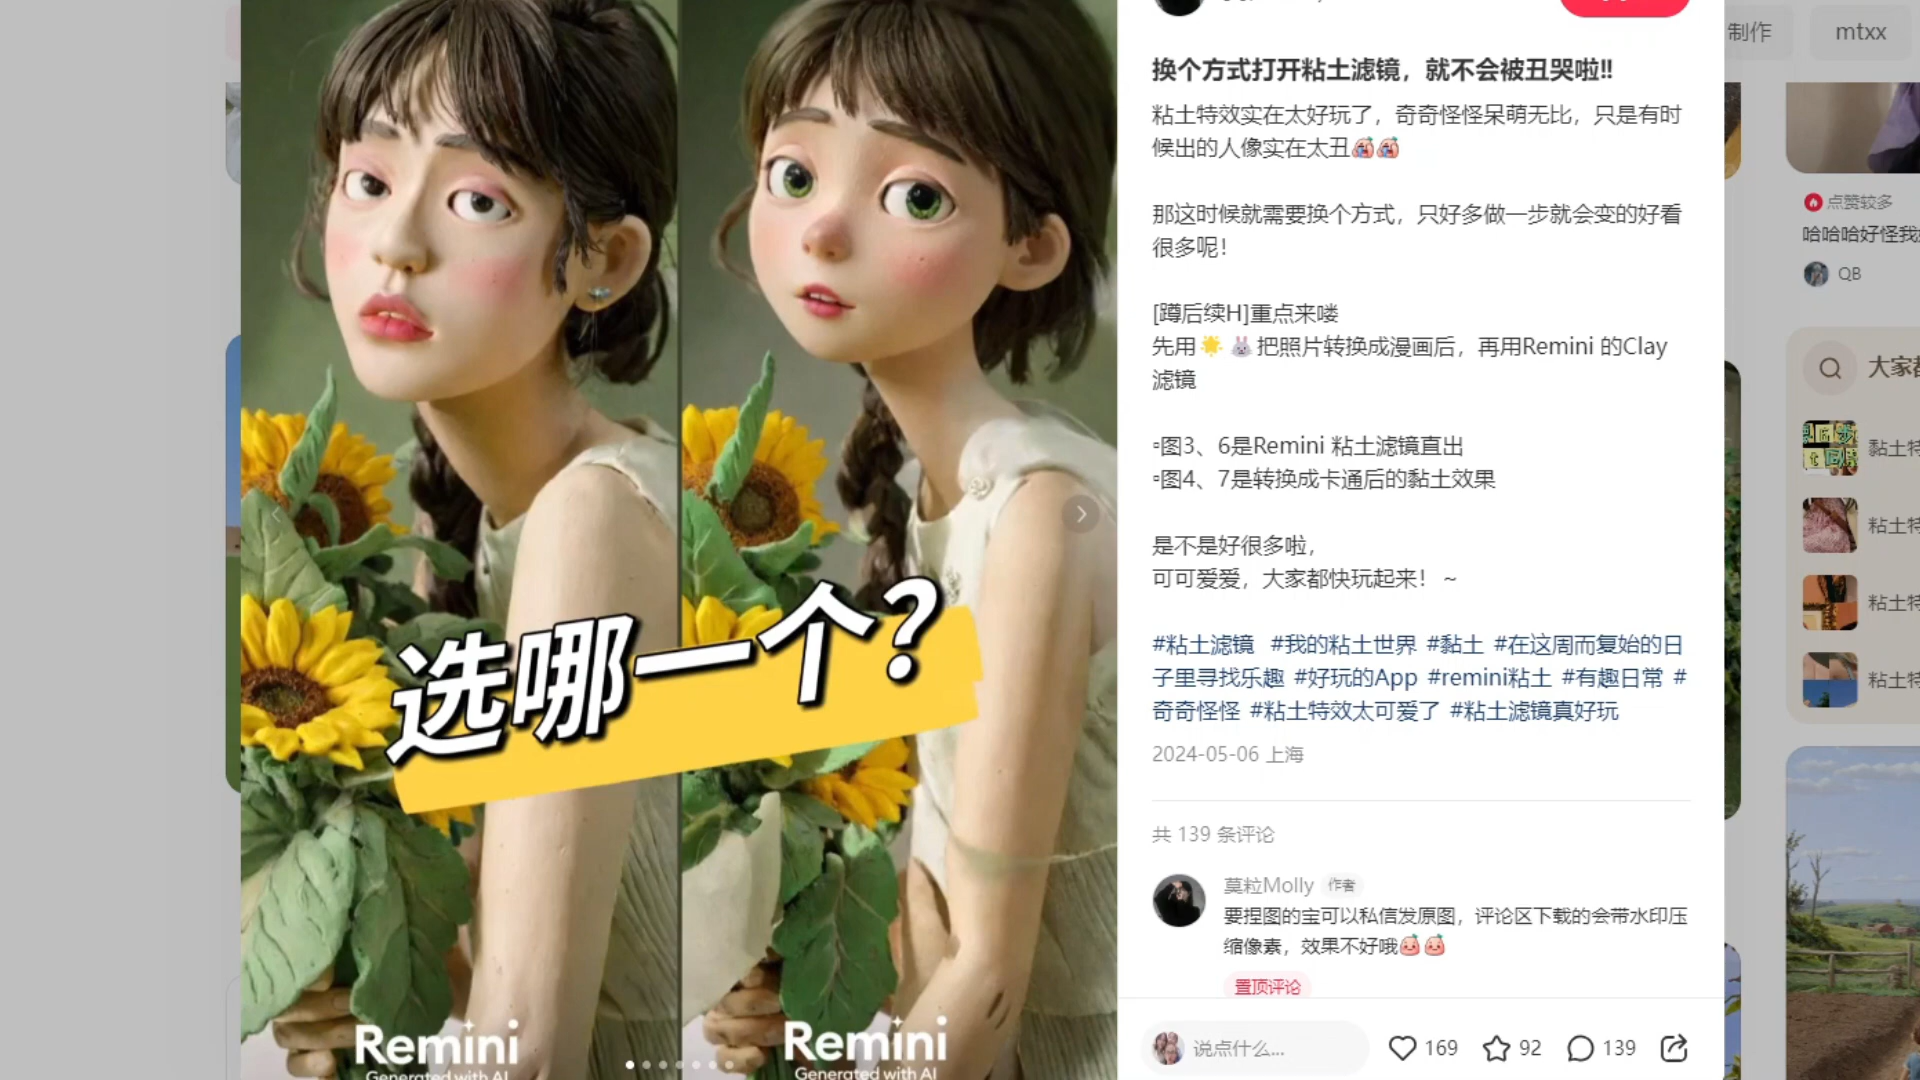 制作
mtxx
换个方式打开粘土滤镜，就不会被丑哭啦!!
粘土特效实在太好玩了，奇奇怪怪呆萌无比，只是有时
候出的人像实在太丑
那这时候就需要换个方式，只好多做一步就会变的好看
很多呢！
[蹲后续H]重点来喽
先用🌟🐰把照片转换成漫画后，再用Remini 的Clay
滤镜
▫图3、6是Remini 粘土滤镜直出
▫图4、7是转换成卡通后的黏土效果
是不是好很多啦，
可可爱爱，大家都快玩起来！~
#粘土滤镜 #我的粘土世界 #黏土 #在这周而复始的日
子里寻找乐趣 #好玩的App #remini粘土 #有趣日常 #
奇奇怪怪 #粘土特效太可爱了 #粘土滤镜真好玩
2024-05-06 上海
共 139 条评论
莫粒Molly 作者
要捏图的宝可以私信发原图，评论区下载的会带水印压
缩像素，效果不好哦
置顶评论
说点什么...
169
92
139
选哪一个？
Remini
Generated with AI
Remini
Generated with AI
点赞较多
哈哈哈好怪我
QB
大家都
黏土特
粘土特
粘土特
粘土特